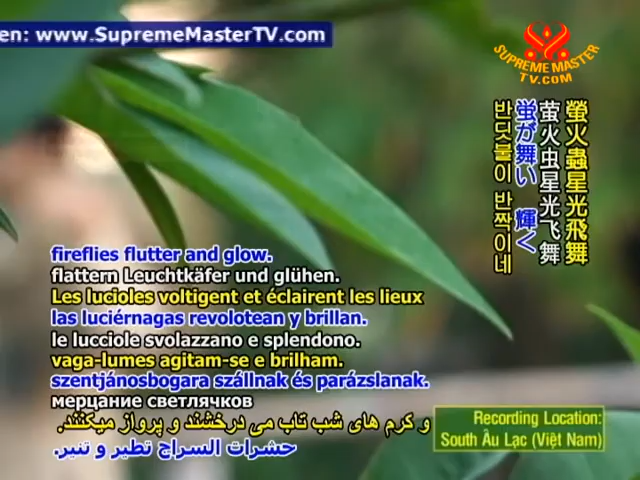 en: www.SupremeMasterTV.com
SUPREME MASTER
TV.COM
螢火蟲星光飛舞
萤火虫星光飞舞
蛍が舞い 輝く
반딧불이 반짝이네
fireflies flutter and glow.
flattern Leuchtkäfer und glühen.
Les lucioles voltigent et éclairent les lieux
las luciérnagas revolotean y brillan.
le lucciole svolazzano e splendono.
vaga-lumes agitam-se e brilham.
szentjánosbogara szállnak és parázslanak.
мерцание светлячков
و کرم های شب تاب می درخشند و پرواز میکنند.
حشرات السراج تطير و تنير.
Recording Location:
South Âu Lạc (Việt Nam)